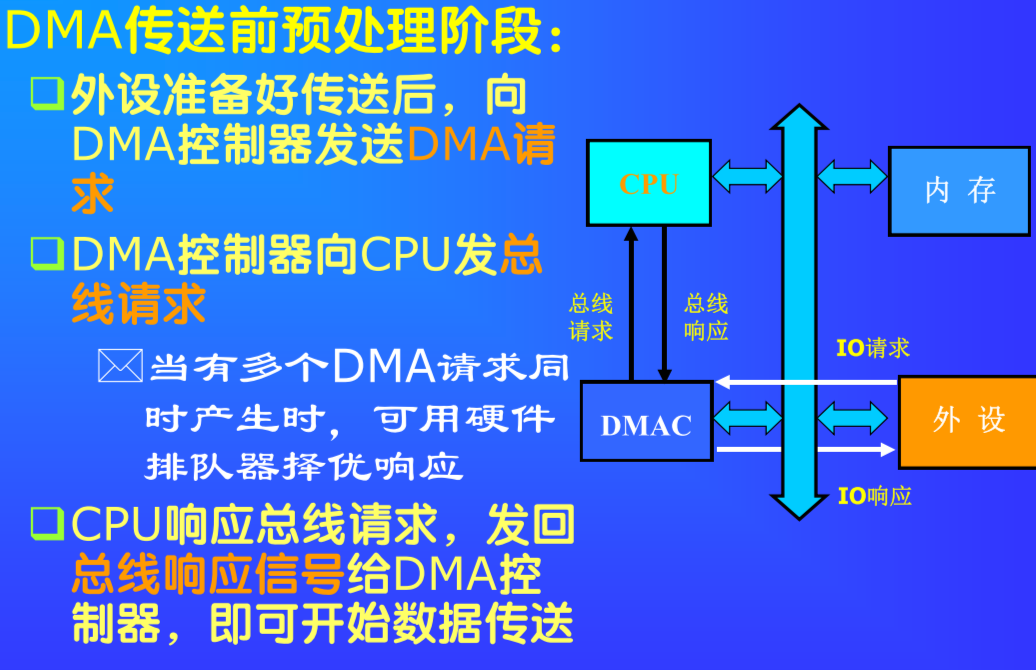 DMA传送前预处理阶段：
外设准备好传送后，向
DMA控制器发送DMA请
求
DMA控制器向CPU发总
线请求
当有多个DMA请求同
时产生时，可用硬件
排队器择优响应
CPU响应总线请求，发回
总线响应信号给DMA控
制器，即可开始数据传送
CPU
内 存
总线
请求
总线
响应
IO请求
DMAC
外 设
IO响应